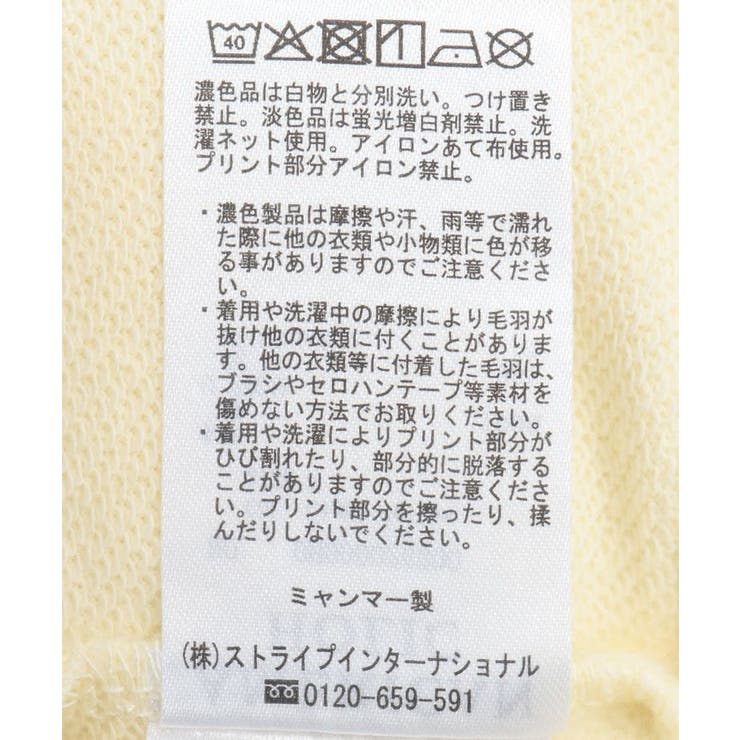 40
濃色品は白物と分別洗い。つけ置き
禁止。淡色品は蛍光増白剤禁止。洗
濯ネット使用。アイロンあて布使用。
プリント部分アイロン禁止。
・濃色製品は摩擦や汗、雨等で濡れ
た際に他の衣類や小物類に色が移
る事がありますのでご注意くださ
い。
・着用や洗濯中の摩擦により毛羽が
抜け他の衣類に付くことがありま
す。他の衣類等に付着した毛羽は、
ブラシやセロハンテープ等素材を
傷めない方法でお取りください。
・着用や洗濯によりプリント部分が
ひび割れたり、部分的に脱落する
ことがありますのでご注意くださ
い。プリント部分を擦ったり、揉
んだりしないでください。
ミャンマー製
(株)ストライプインターナショナル
0120-659-591